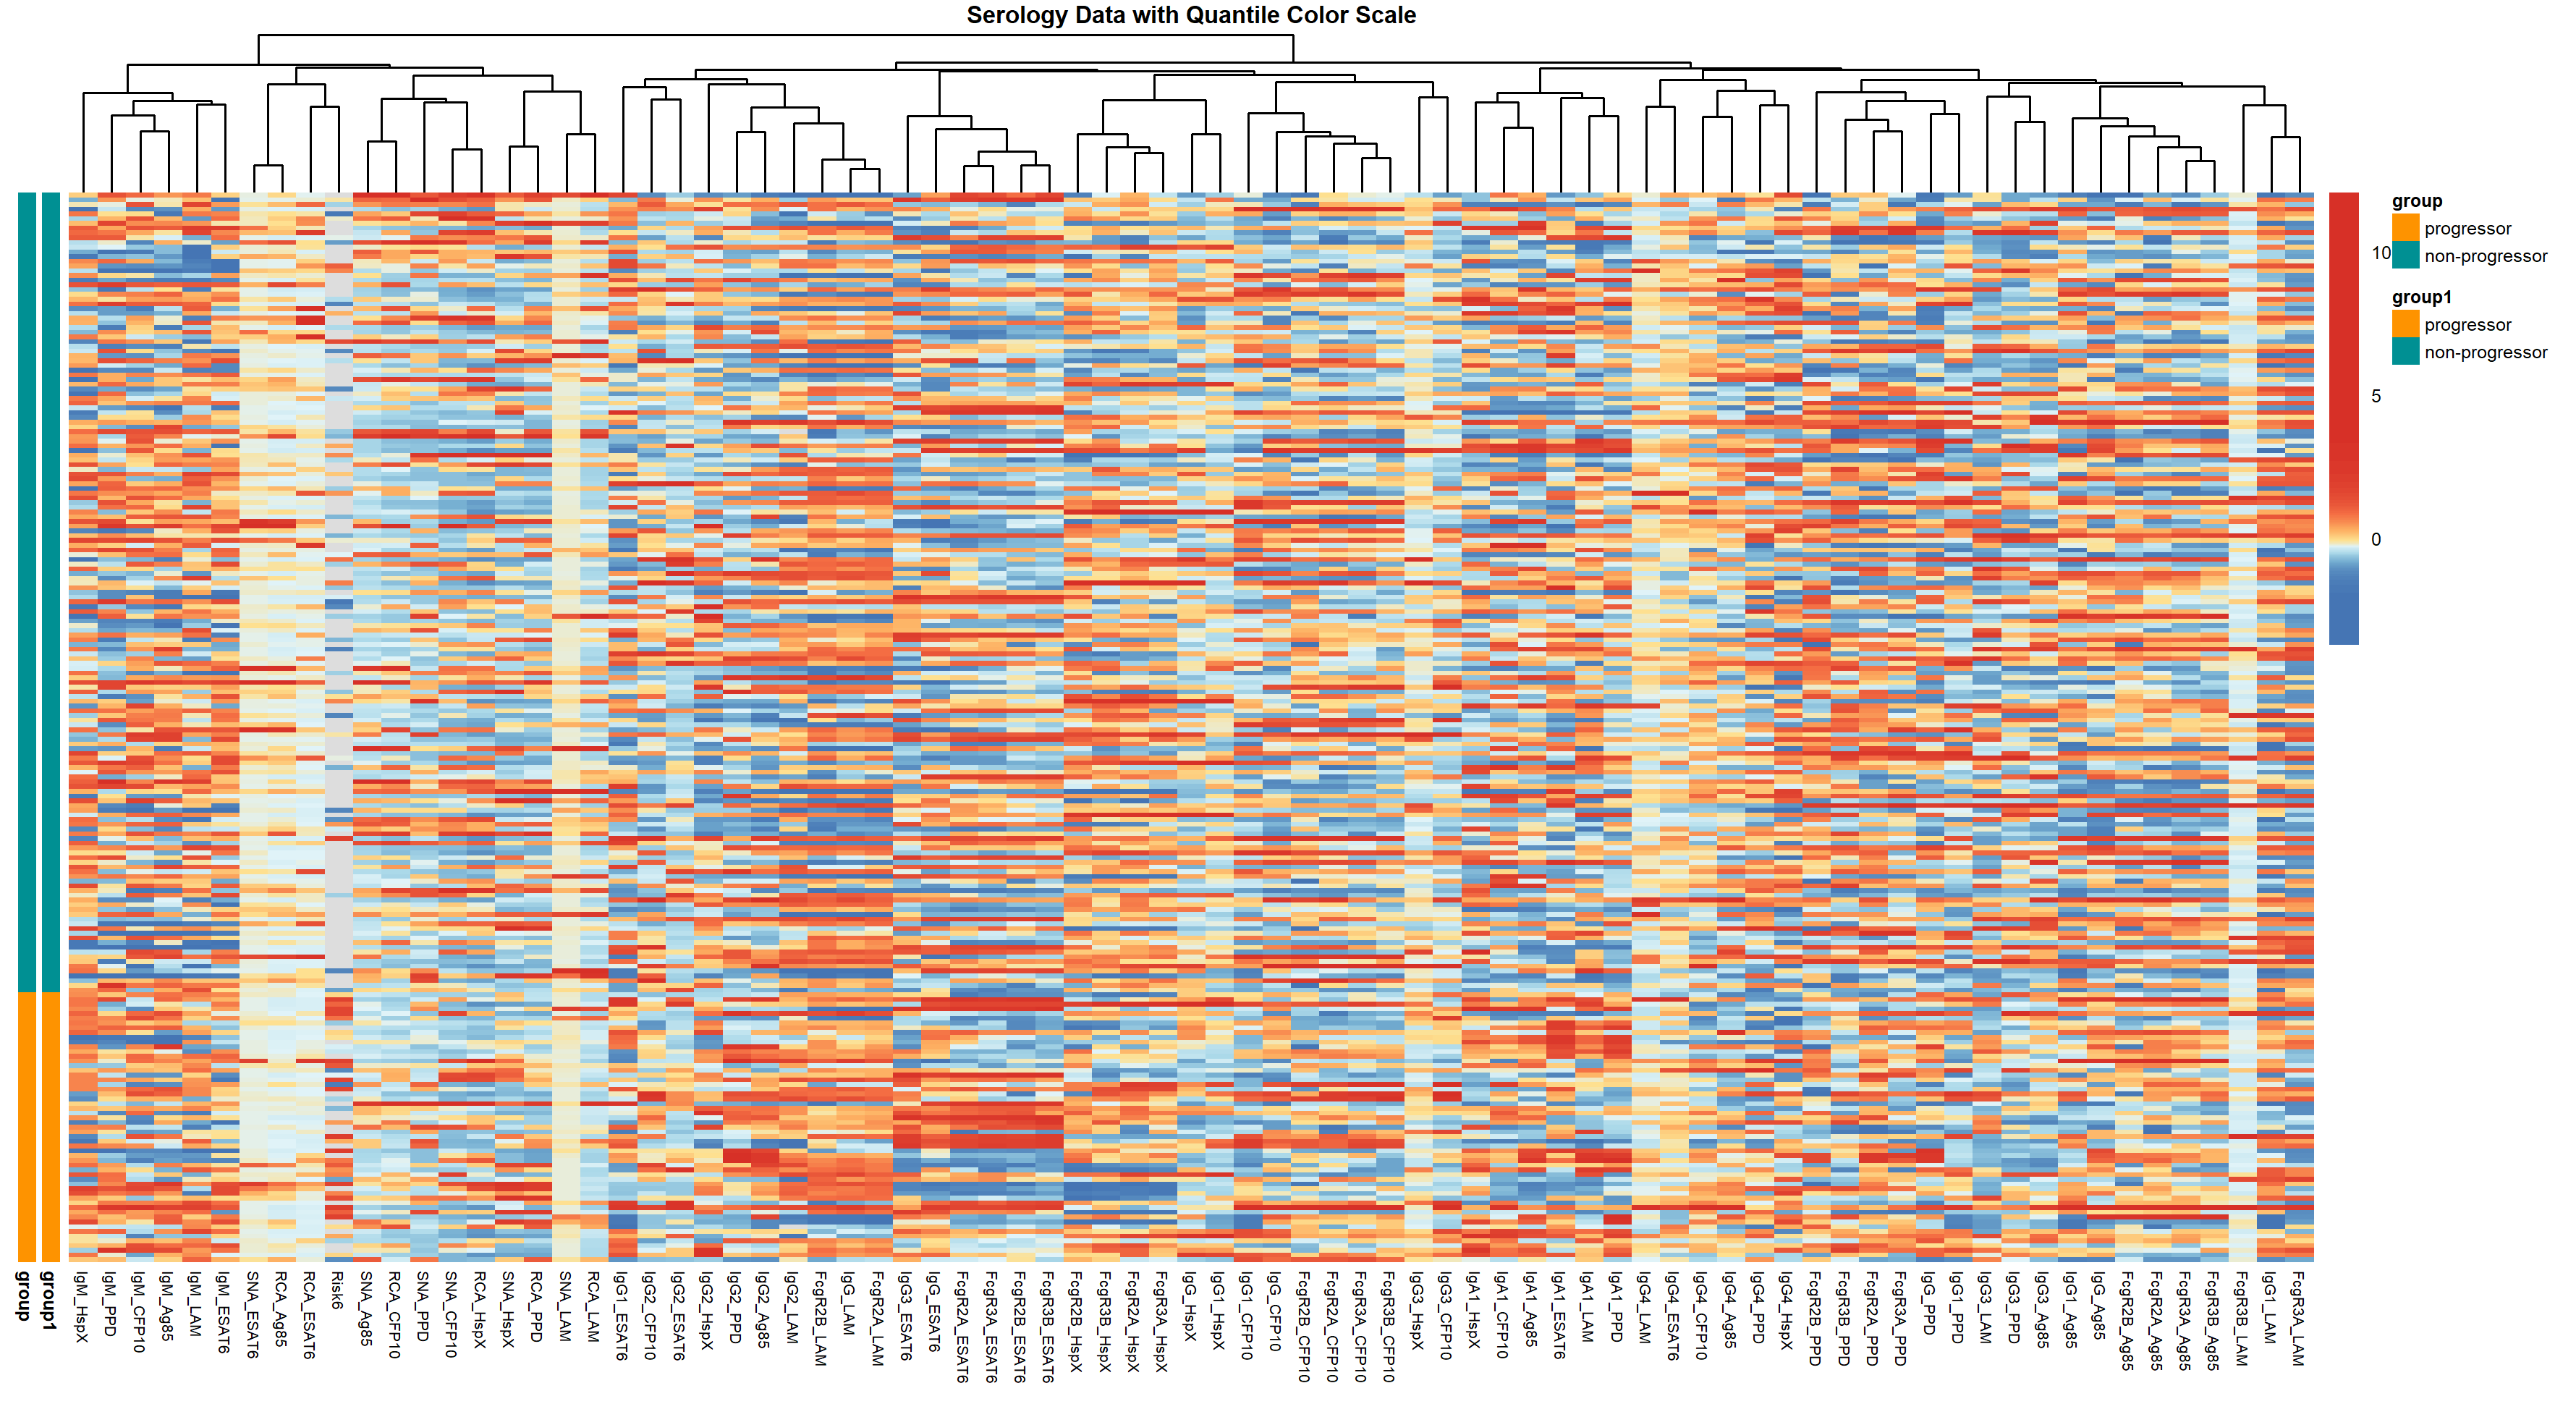 Serology Data with Quantile Color Scale
10
5
0
group
progressor
non-progressor
group1
progressor
non-progressor
group
group1
IgM_HspX
IgM_PPD
IgM_CFP10
IgM_Ag85
IgM_LAM
IgM_ESAT6
SNA_ESAT6
RCA_Ag85
RCA_ESAT6
Risk6
SNA_Ag85
RCA_CFP10
SNA_PPD
SNA_CFP10
RCA_HspX
SNA_HspX
RCA_PPD
SNA_LAM
RCA_LAM
IgG1_ESAT6
IgG2_CFP10
IgG2_ESAT6
IgG2_HspX
IgG2_PPD
IgG2_Ag85
IgG2_LAM
FcgR2B_LAM
IgG_LAM
FcgR2A_LAM
IgG3_ESAT6
IgG_ESAT6
FcgR2A_ESAT6
FcgR3A_ESAT6
FcgR2B_ESAT6
FcgR3B_ESAT6
FcgR2B_HspX
FcgR3B_HspX
FcgR2A_HspX
FcgR3A_HspX
IgG_HspX
IgG1_HspX
IgG1_CFP10
IgG_CFP10
FcgR2B_CFP10
FcgR2A_CFP10
FcgR3A_CFP10
FcgR3B_CFP10
IgG3_HspX
IgG3_CFP10
IgA1_HspX
IgA1_CFP10
IgA1_Ag85
IgA1_ESAT6
IgA1_LAM
IgA1_PPD
IgG4_LAM
IgG4_ESAT6
IgG4_CFP10
IgG4_Ag85
IgG4_PPD
IgG4_HspX
FcgR2B_PPD
FcgR3B_PPD
FcgR2A_PPD
FcgR3A_PPD
IgG_PPD
IgG1_PPD
IgG3_LAM
IgG3_PPD
IgG3_Ag85
IgG1_Ag85
IgG_Ag85
FcgR2B_Ag85
FcgR2A_Ag85
FcgR3A_Ag85
FcgR3B_Ag85
FcgR3B_LAM
IgG1_LAM
FcgR3A_LAM